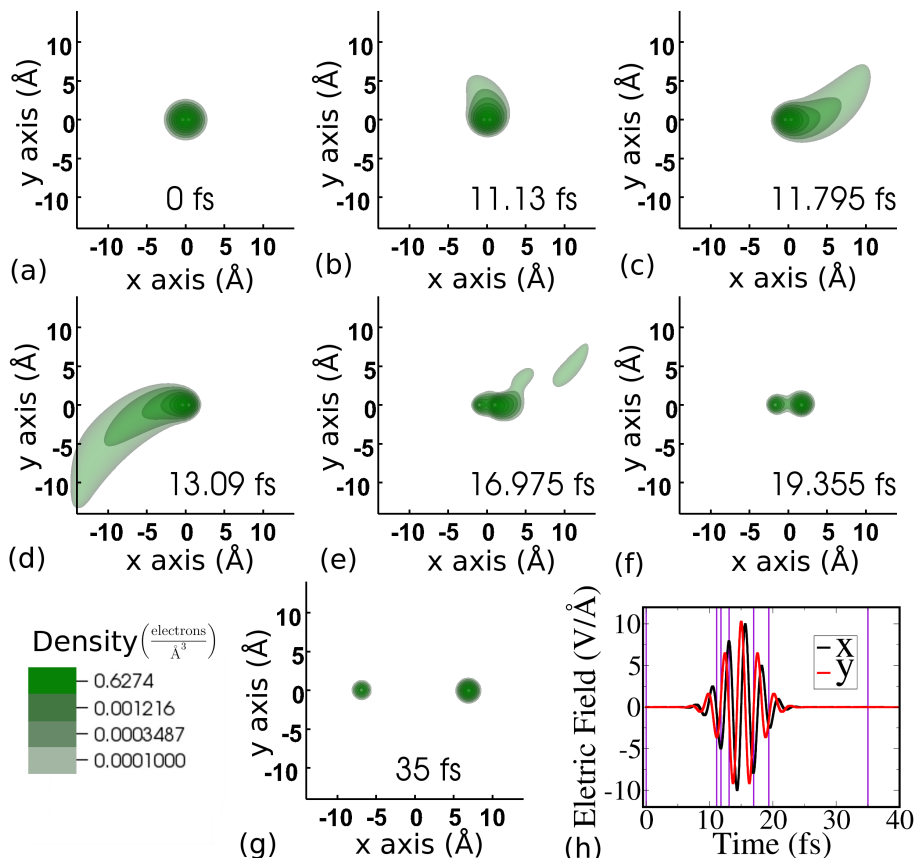 10
5
0
-5
-10
y axis (Å)
0 fs
-10 -5 0 5 10
x axis (Å)
(a)
10
5
0
-5
-10
y axis (Å)
11.13 fs
-10 -5 0 5 10
x axis (Å)
(b)
10
5
0
-5
-10
y axis (Å)
11.795 fs
-10 -5 0 5 10
x axis (Å)
(c)
10
5
0
-5
-10
y axis (Å)
13.09 fs
-10 -5 0 5 10
x axis (Å)
(d)
10
5
0
-5
-10
y axis (Å)
16.975 fs
-10 -5 0 5 10
x axis (Å)
(e)
10
5
0
-5
-10
y axis (Å)
19.355 fs
-10 -5 0 5 10
x axis (Å)
(f)
Density (electrons/Å³)
0.6274
0.001216
0.0003487
0.0001000
10
5
0
-5
-10
y axis (Å)
35 fs
-10 -5 0 5 10
x axis (Å)
(g)
10
5
0
-5
-10
Eletric Field (V/Å)
x
y
0 10 20 30 40
Time (fs)
(h)